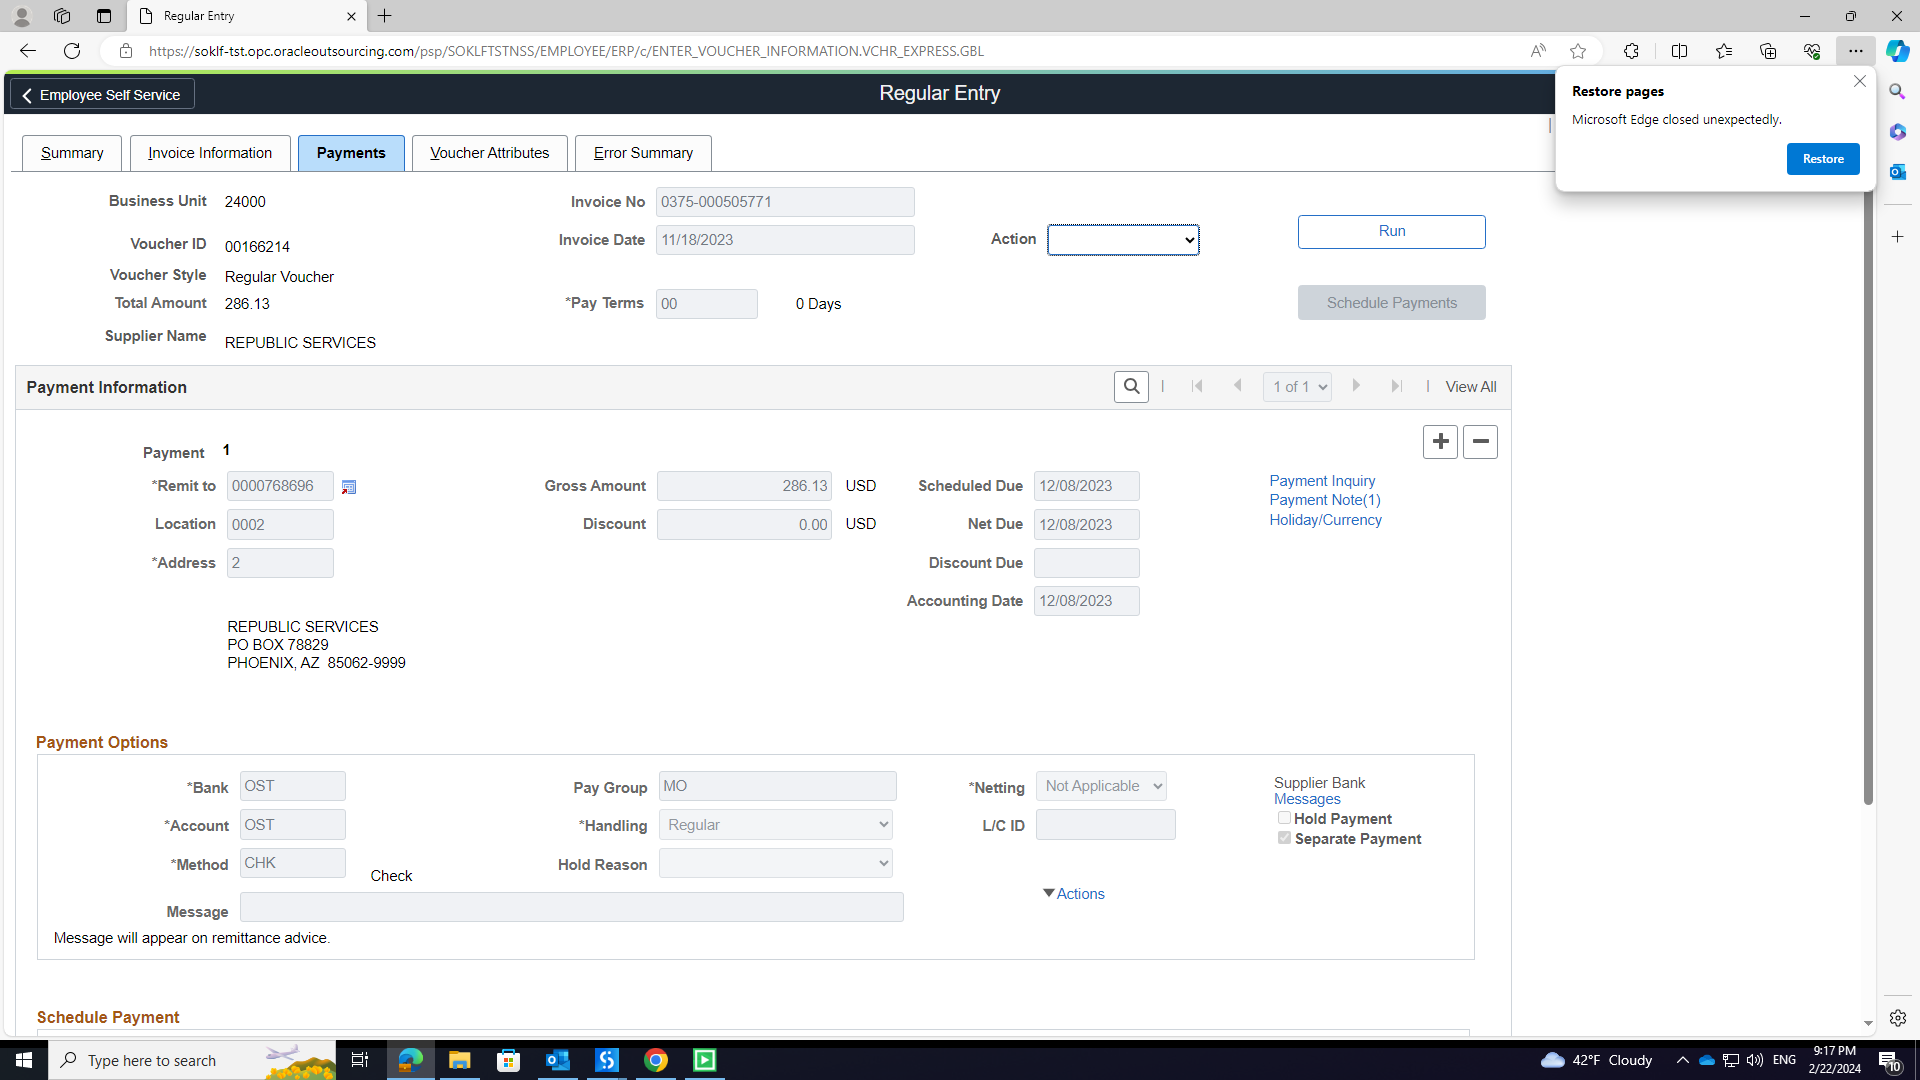 Regular Entry
https://soklf-tst.opc.oracleoutsourcing.com/psp/SOKLFTSTNSS/EMPLOYEE/ERP/c/ENTER_VOUCHER_INFORMATION.VCHR_EXPRESS.GBL
Employee Self Service
Regular Entry
Restore pages
Microsoft Edge closed unexpectedly.
Restore
Summary
Invoice Information
Payments
Voucher Attributes
Error Summary
Business Unit 24000
Invoice No 0375-000505771
Run
Voucher ID 00166214
Invoice Date 11/18/2023
Action
Voucher Style Regular Voucher
Total Amount 286.13
*Pay Terms 00 0 Days
Schedule Payments
Supplier Name REPUBLIC SERVICES
Payment Information
1 of 1
View All
Payment 1
*Remit to 0000768696
Gross Amount 286.13 USD
Scheduled Due 12/08/2023
Payment Inquiry
Payment Note(1)
Location 0002
Discount 0.00 USD
Net Due 12/08/2023
Holiday/Currency
*Address 2
Discount Due
Accounting Date 12/08/2023
REPUBLIC SERVICES
PO BOX 78829
PHOENIX, AZ 85062-9999
Payment Options
*Bank OST
Pay Group MO
*Netting Not Applicable
Supplier Bank
Messages
*Account OST
*Handling Regular
L/C ID
Hold Payment
Separate Payment
*Method CHK
Check
Hold Reason
Actions
Message
Message will appear on remittance advice.
Schedule Payment
Type here to search
42°F Cloudy
ENG
9:17 PM
2/22/2024
10